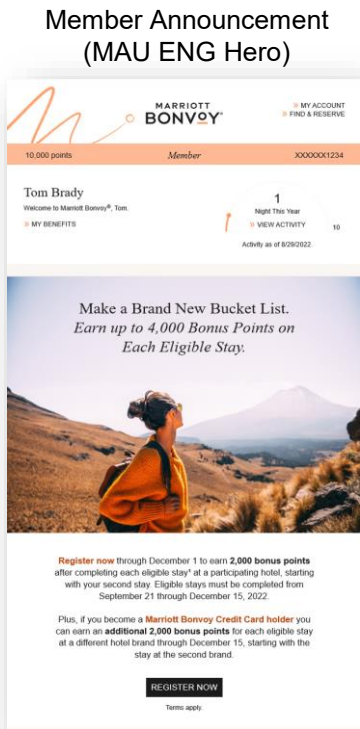 Member Announcement
(MAU ENG Hero)
MARRIOTT
BONVOY®
» MY ACCOUNT
» FIND & RESERVE
10,000 points
Member
XXXXXX1234
Tom Brady
Welcome to Marriott Bonvoy®, Tom.
» MY BENEFITS
1
Night This Year
» VIEW ACTIVITY
10
Activity as of 8/29/2022.
Make a Brand New Bucket List.
Earn up to 4,000 Bonus Points on
Each Eligible Stay.
Register now through December 1 to earn 2,000 bonus points
after completing each eligible stay¹ at a participating hotel, starting
with your second stay. Eligible stays must be completed from
September 21 through December 15, 2022.
Plus, if you become a Marriott Bonvoy Credit Card holder you
can earn an additional 2,000 bonus points for each eligible stay
at a different hotel brand through December 15, starting with the
stay at the second brand.
REGISTER NOW
Terms apply.